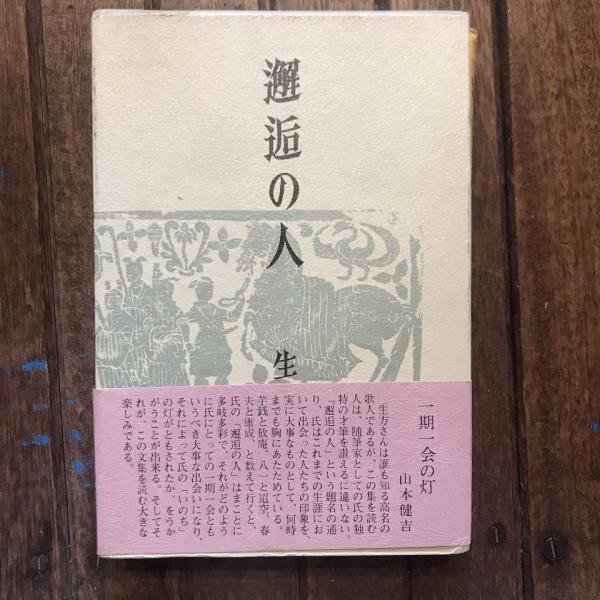 邂逅の人
生
一期一会の灯
山本健吉
生方さんは誰も知る高名の
歌人であるが、この集を読む
人は、随筆家としての氏の独
特の才筆を讃えるに違いない。
「邂逅の人」という題名の通
り、氏はこれまでの生涯にお
いて出会った人たちの印象を、
実に大事なものとして、何時
までも胸にあたためている。
芋銭と放庵、八一と迢空、春
夫と康成、と数えて行くと、
氏の「邂逅の人」はまことに
多岐多彩で、それがどのよう
に氏にとっての一期一会とも
いうべき大事な出会いになり、
それによって氏の「いのち」
の灯がともされたか、をうか
がうことが出来る。そしてそ
れが、この文集を読む大きな
楽しみである。